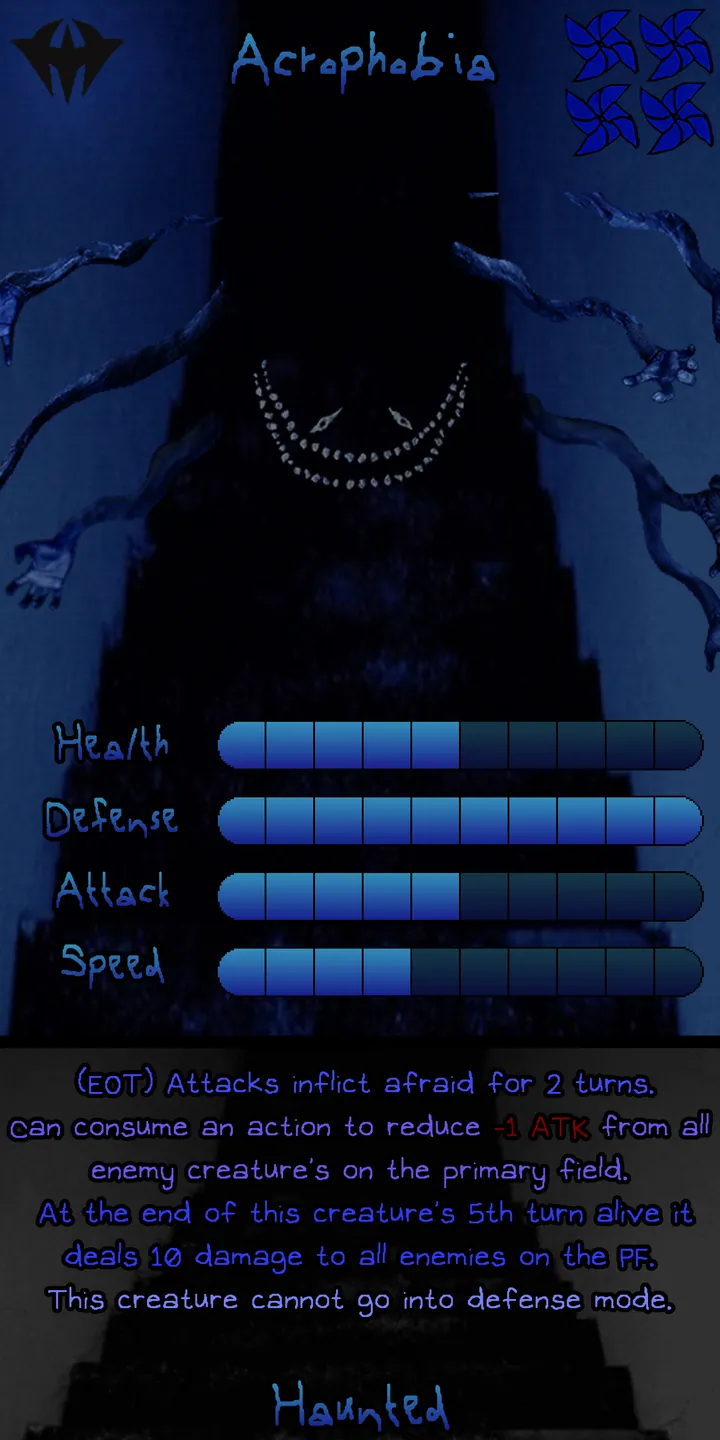 Acrophobia
Health
Defense
Attack
Speed
(EOT) Attacks inflict afraid for 2 turns.
Can consume an action to reduce -1 ATK from all
enemy creature's on the primary field.
At the end of this creature's 5th turn alive it
deals 10 damage to all enemies on the PF.
This creature cannot go into defense mode.
Haunted